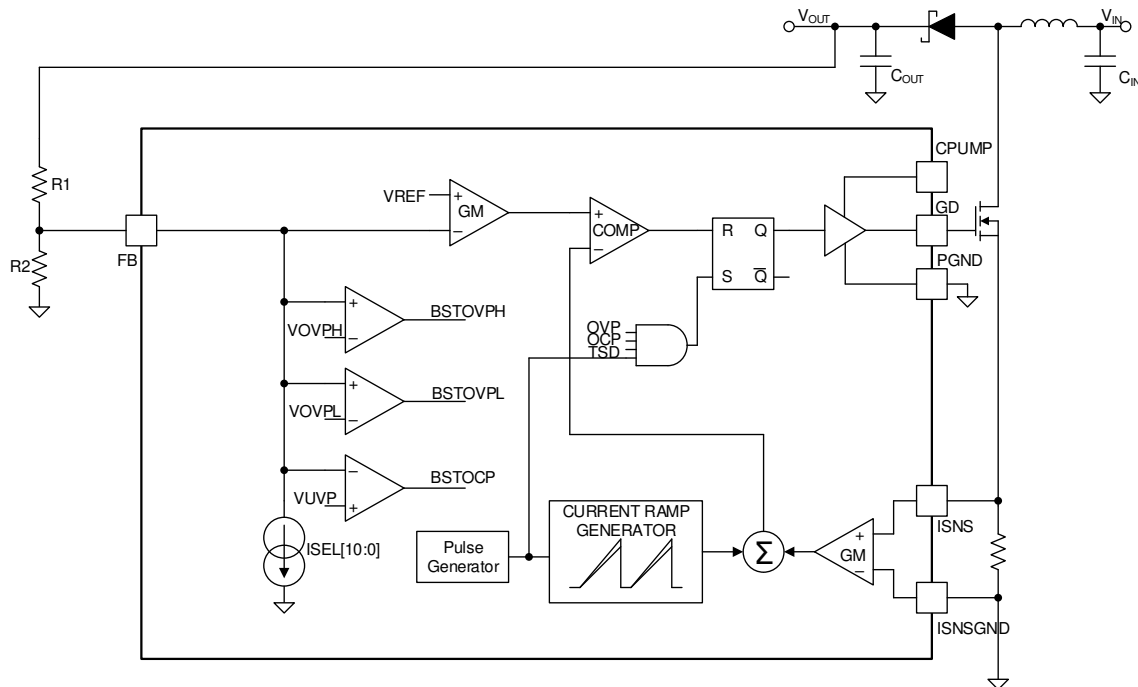 VOUT
VIN
COUT
CIN
CPUMP
R1
VREF
+
GM
−
+
COMP
−
R Q
S Q
GD
R2
FB
PGND
+
VOVPH
−
BSTOVPH
OVP
OCP
TSD
+
VOVPL
−
BSTOVPL
−
VUVP
+
BSTOCP
ISEL[10:0]
Pulse
Generator
CURRENT RAMP
GENERATOR
Σ
+
GM
−
ISNS
ISNSGND